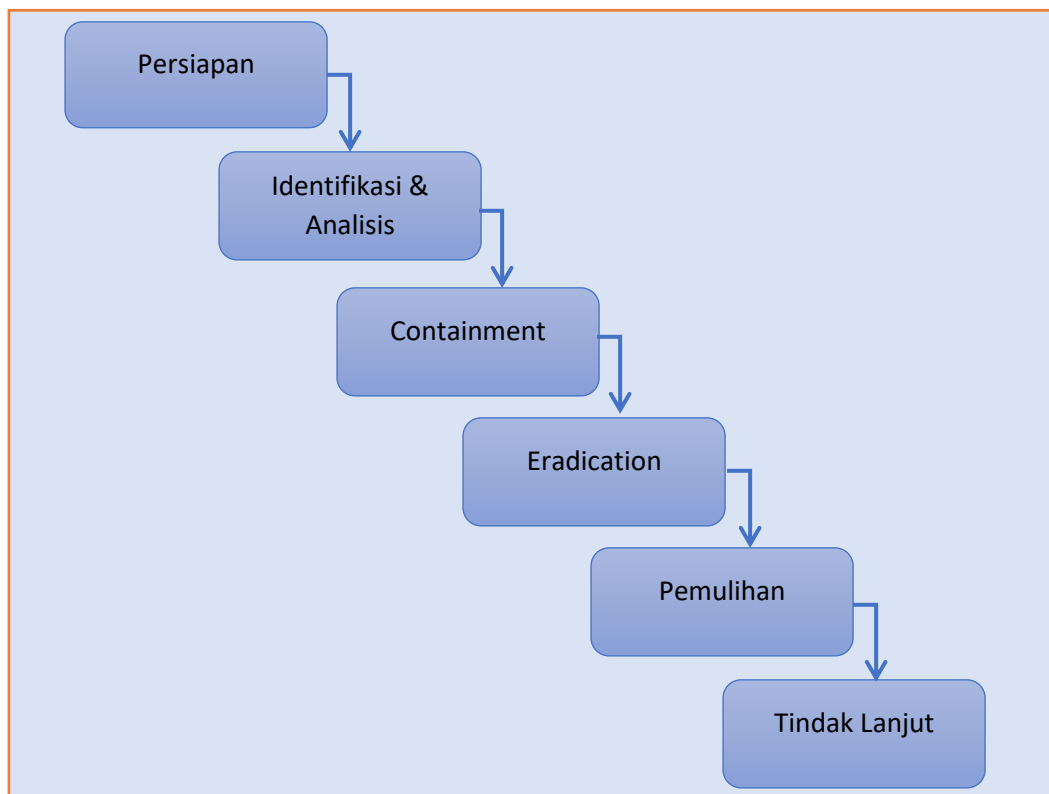 Persiapan
Identifikasi &
Analisis
Containment
Eradication
Pemulihan
Tindak Lanjut